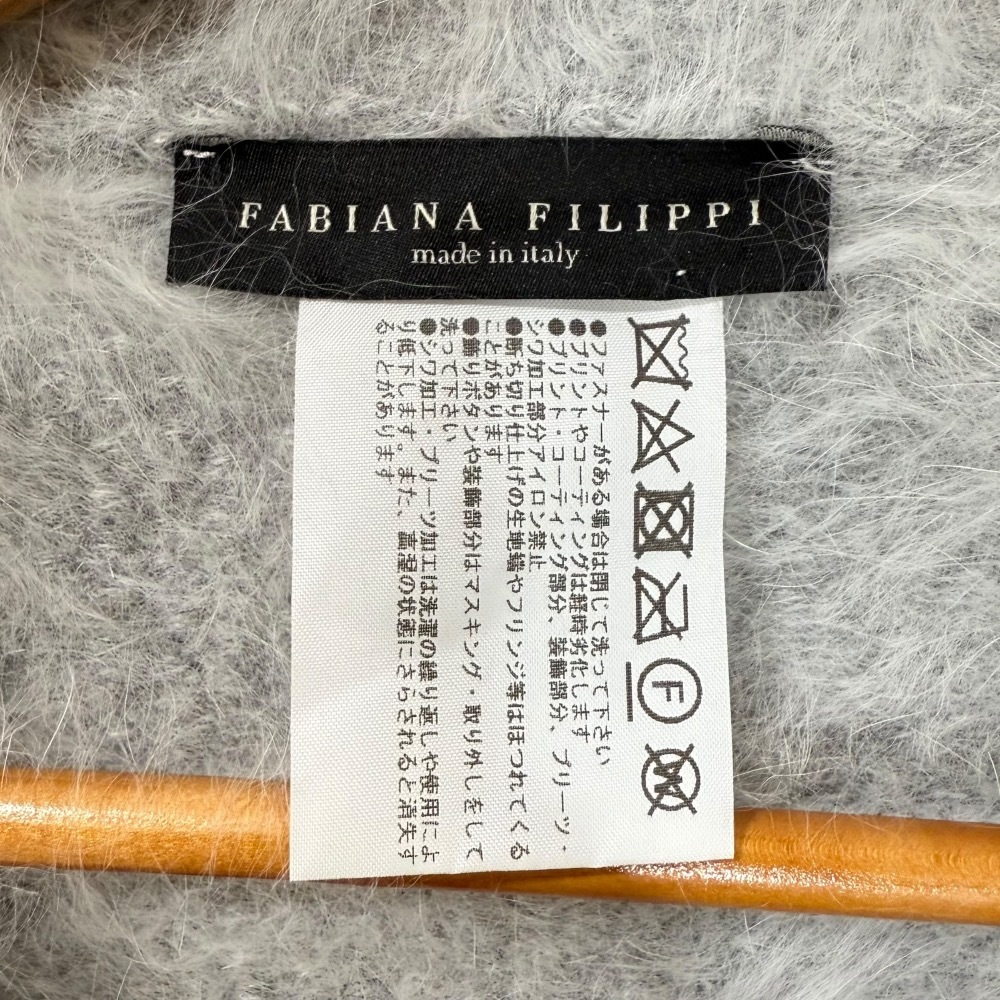 FABIANA FILIPPI
made in italy
●ファスナーがある場合は閉じて洗って下さい
●プリントやコーティングは経時劣化します
●プリント・コーティング部分、装飾部分、プリーツ・
シワ加工部分アイロン禁止
●断ち切り仕上げの生地端やフリンジ等はほつれてくる
ことがあります
●飾りボタンや装飾部分はマスキング・取り外しをして
洗って下さい
●シワ加工・プリーツ加工は洗濯の繰り返しや使用によ
り低下します。また、高湿の状態にさらされると消失す
ることがあります
F
W